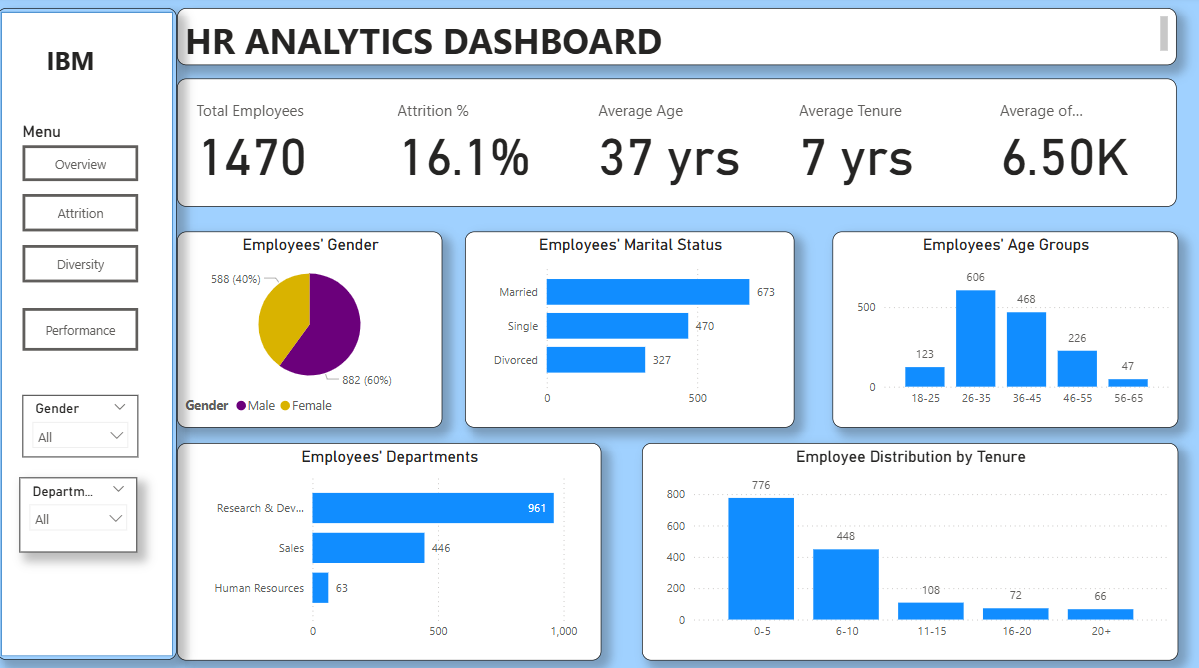 IBM
HR ANALYTICS DASHBOARD
Menu
Overview
Attrition
Diversity
Performance
Gender
All
Departm...
All
Total Employees
1470
Attrition %
16.1%
Average Age
37 yrs
Average Tenure
7 yrs
Average of...
6.50K
Employees' Gender
588 (40%)
882 (60%)
Gender Male Female
Employees' Marital Status
Married 673
Single 470
Divorced 327
0 500
Employees' Age Groups
500
0
123 606 468 226 47
18-25 26-35 36-45 46-55 56-65
Employees' Departments
Research & Dev... 961
Sales 446
Human Resources 63
0 500 1,000
Employee Distribution by Tenure
800
600
400
200
0
776 448 108 72 66
0-5 6-10 11-15 16-20 20+